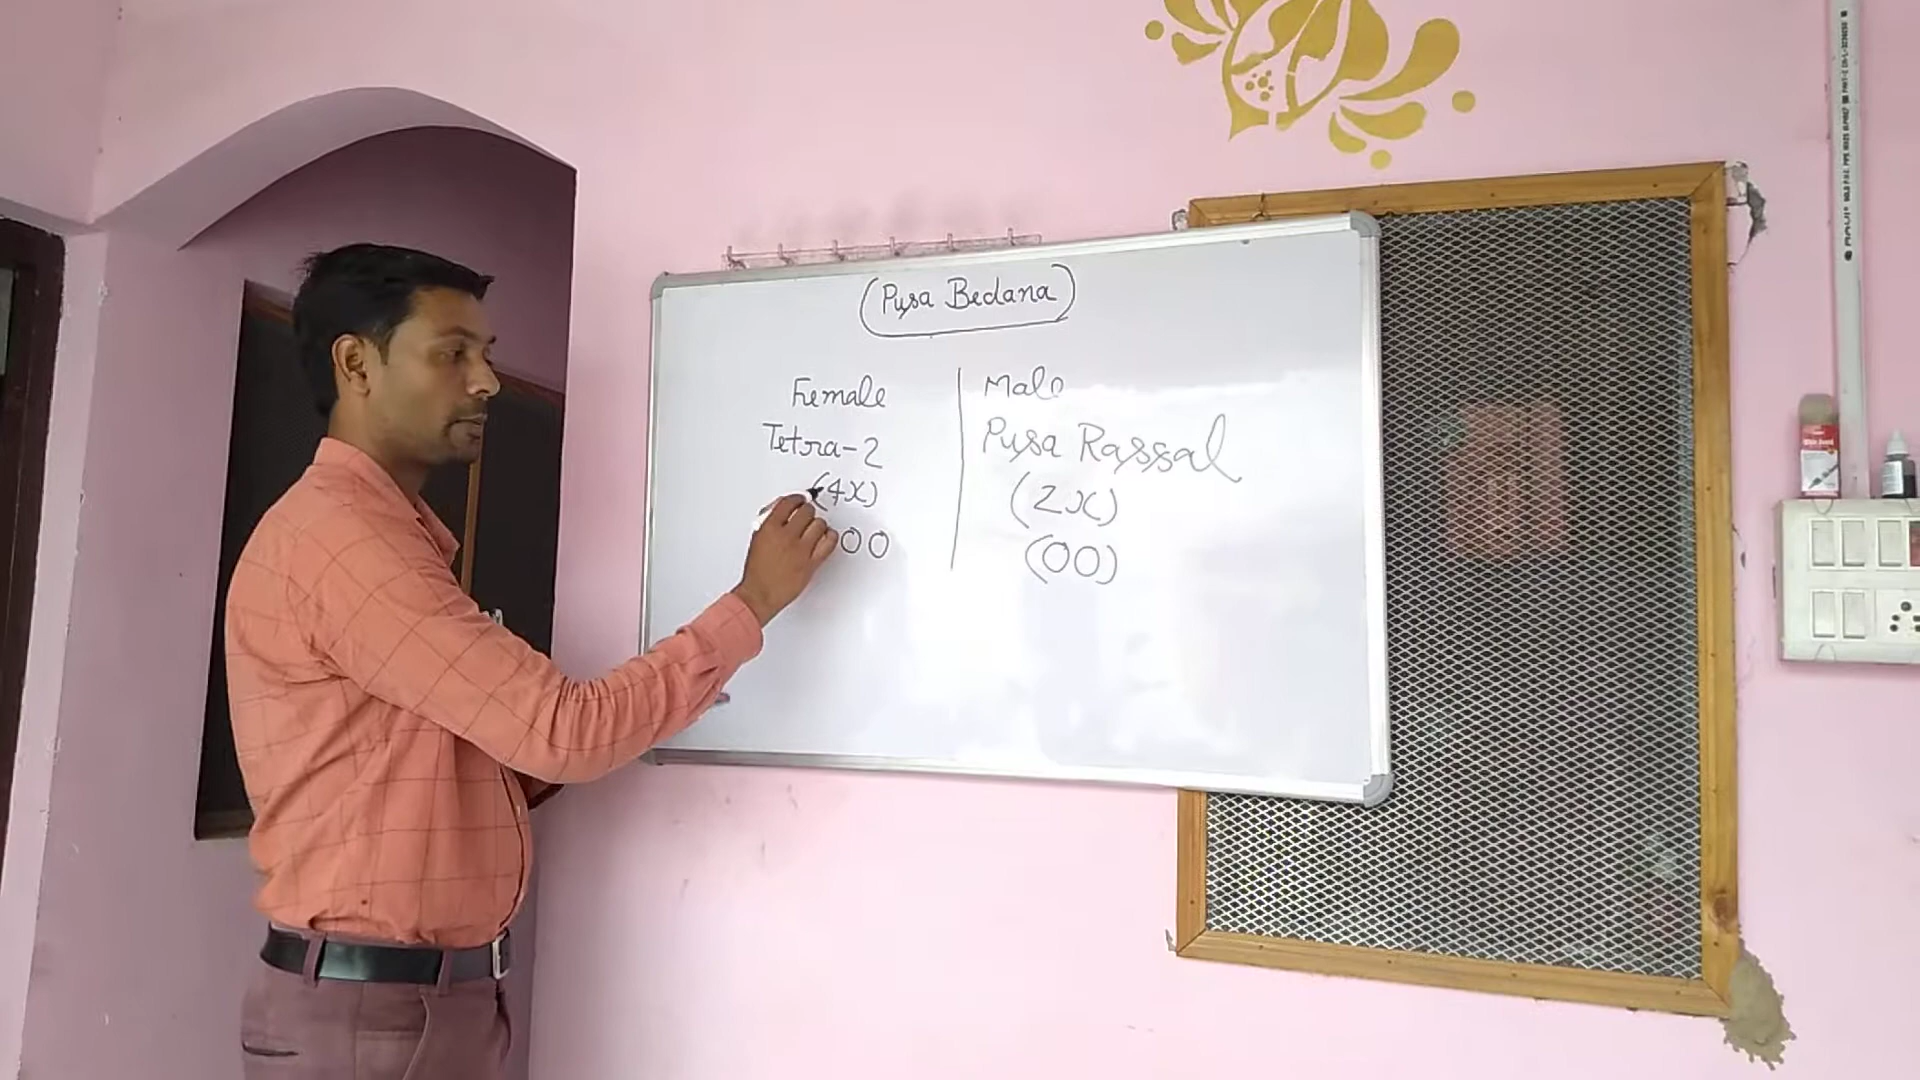 (Pusa Bedana)
Female
Tetra-2
(4x)
00
Male
Pusa Rassal
(2x)
(00)